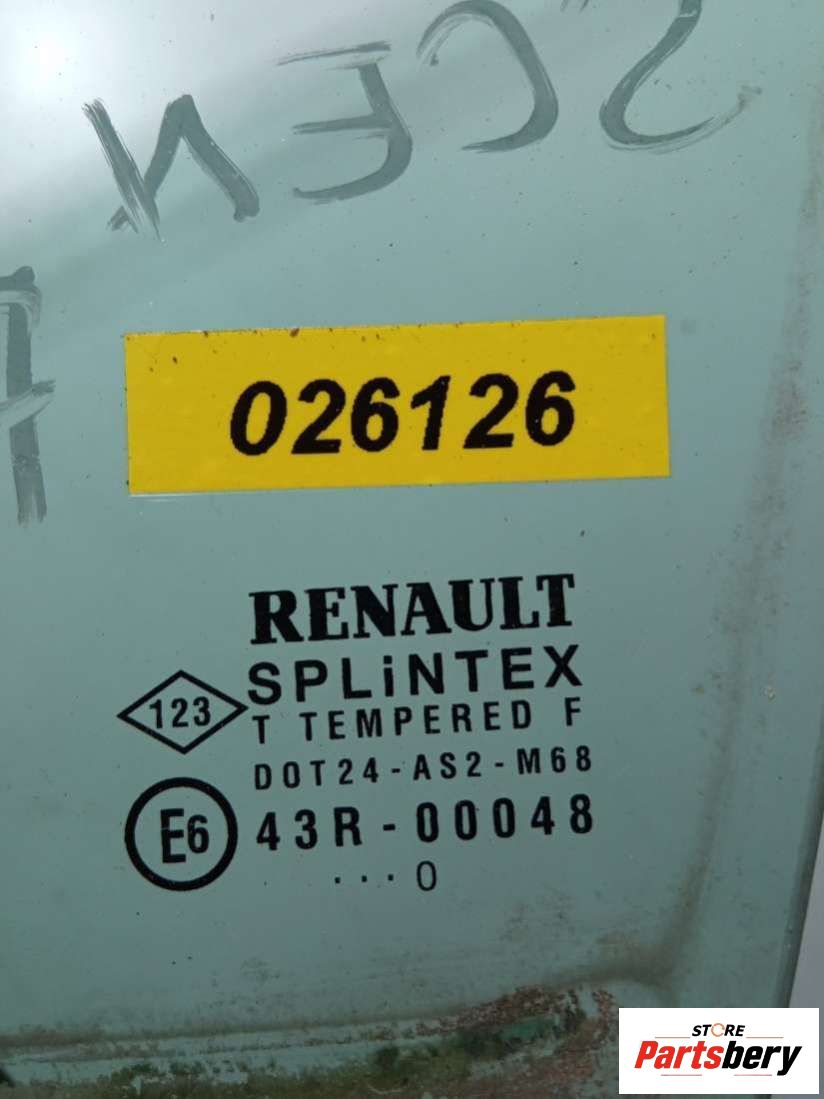 SCEN
026126
RENAULT
SPLiNTEX
123
T TEMPERED F
DOT24-AS2-M68
E6 43R-00048
...0
STORE
Partsbery